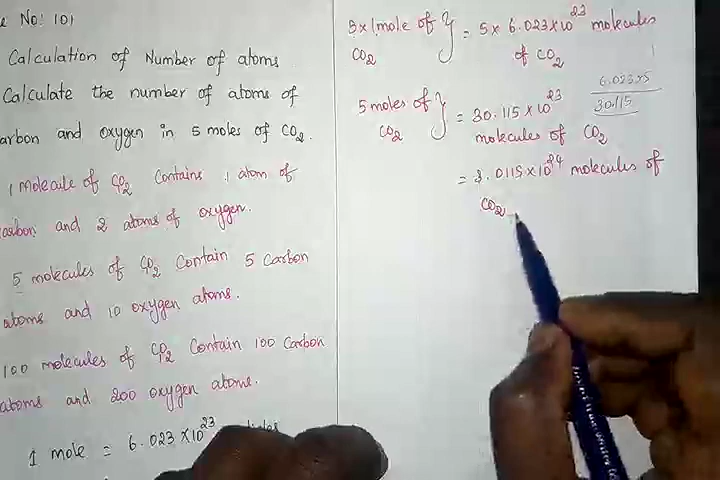 No: 101
Calculation of Number of atoms
Calculate the number of atoms of
arbon and oxygen in 5 moles of CO2.
1 Molecule of CO2 contains 1 atom of
carbon and 2 atoms of oxygen.
5 molecules of CO2 contain 5 carbon
atoms and 10 oxygen atoms.
100 molecules of CO2 contain 100 carbon
atoms and 200 oxygen atoms.
1 mole = 6.023 X10^23
5 x 1 mole of CO2 } = 5 x 6.023 x 10^23 molecules
of CO2
6.023x5
30.115
5 moles of CO2 } = 30.115 x 10^23
molecules of CO2
= 3.0115 x 10^24 molecules of
CO2